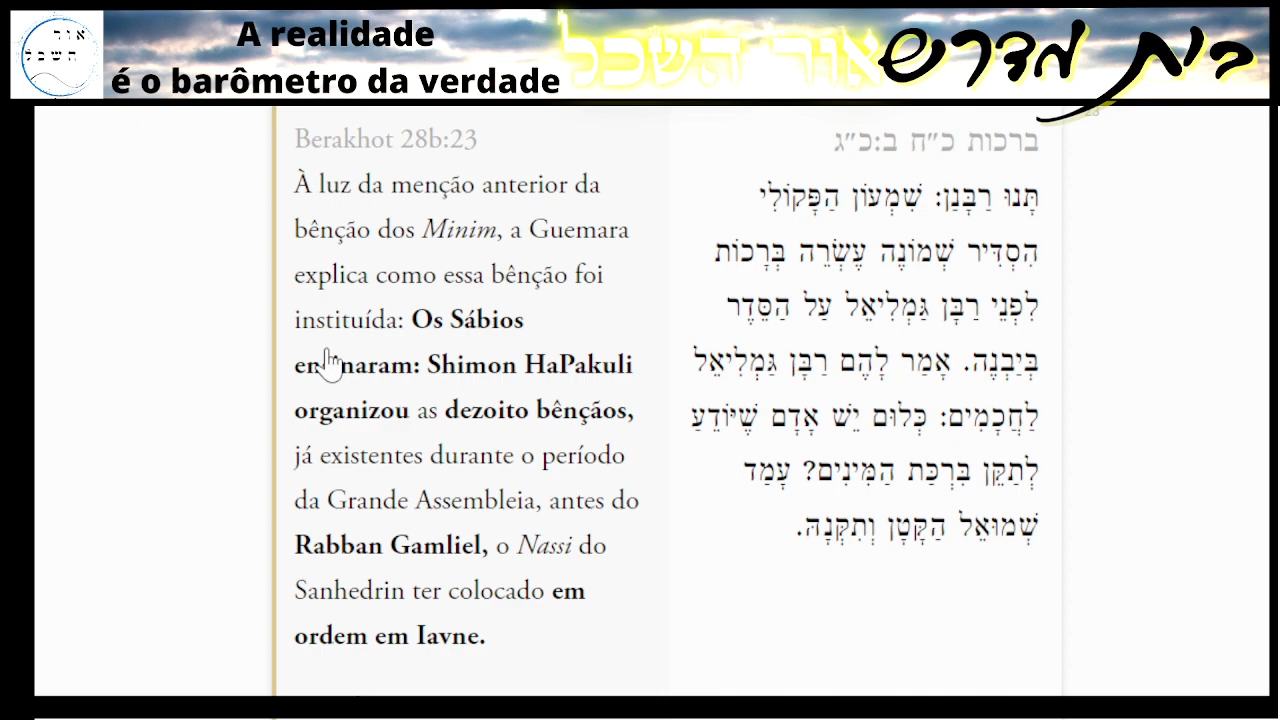 אור
השכל
A realidade
é o barômetro da verdade
אור השכל
בית מדרש
Berakhot 28b:23
À luz da menção anterior da
bênção dos Minim, a Guemara
explica como essa bênção foi
instituída: Os Sábios
Shimon HaPakuli
organizou as dezoito bênçãos,
já existentes durante o período
da Grande Assembleia, antes do
Rabban Gamliel, o Nassi do
Sanhedrin ter colocado em
ordem em Iavne.
23
ברכות כ״ח ב:כ״ג
תָּנוּ רַבָּנַן: שִׁמְעוֹן הַפָּקוֹלִי
הִסְדִּיר שְׁמוֹנֶה עֶשְׂרֵה בְּרָכוֹת
לִפְנֵי רַבָּן גַּמְלִיאֵל עַל הַסֵּדֶר
בְּיַבְנֶה. אָמַר לָהֶם רַבָּן גַּמְלִיאֵל
לַחֲכָמִים: כְּלוּם יֵשׁ אָדָם שֶׁיּוֹדֵעַ
לְתַקֵּן בִּרְכַּת הַמִּינִים? עָמַד
שְׁמוּאֵל הַקָּטָן וְתִקְּנָהּ.